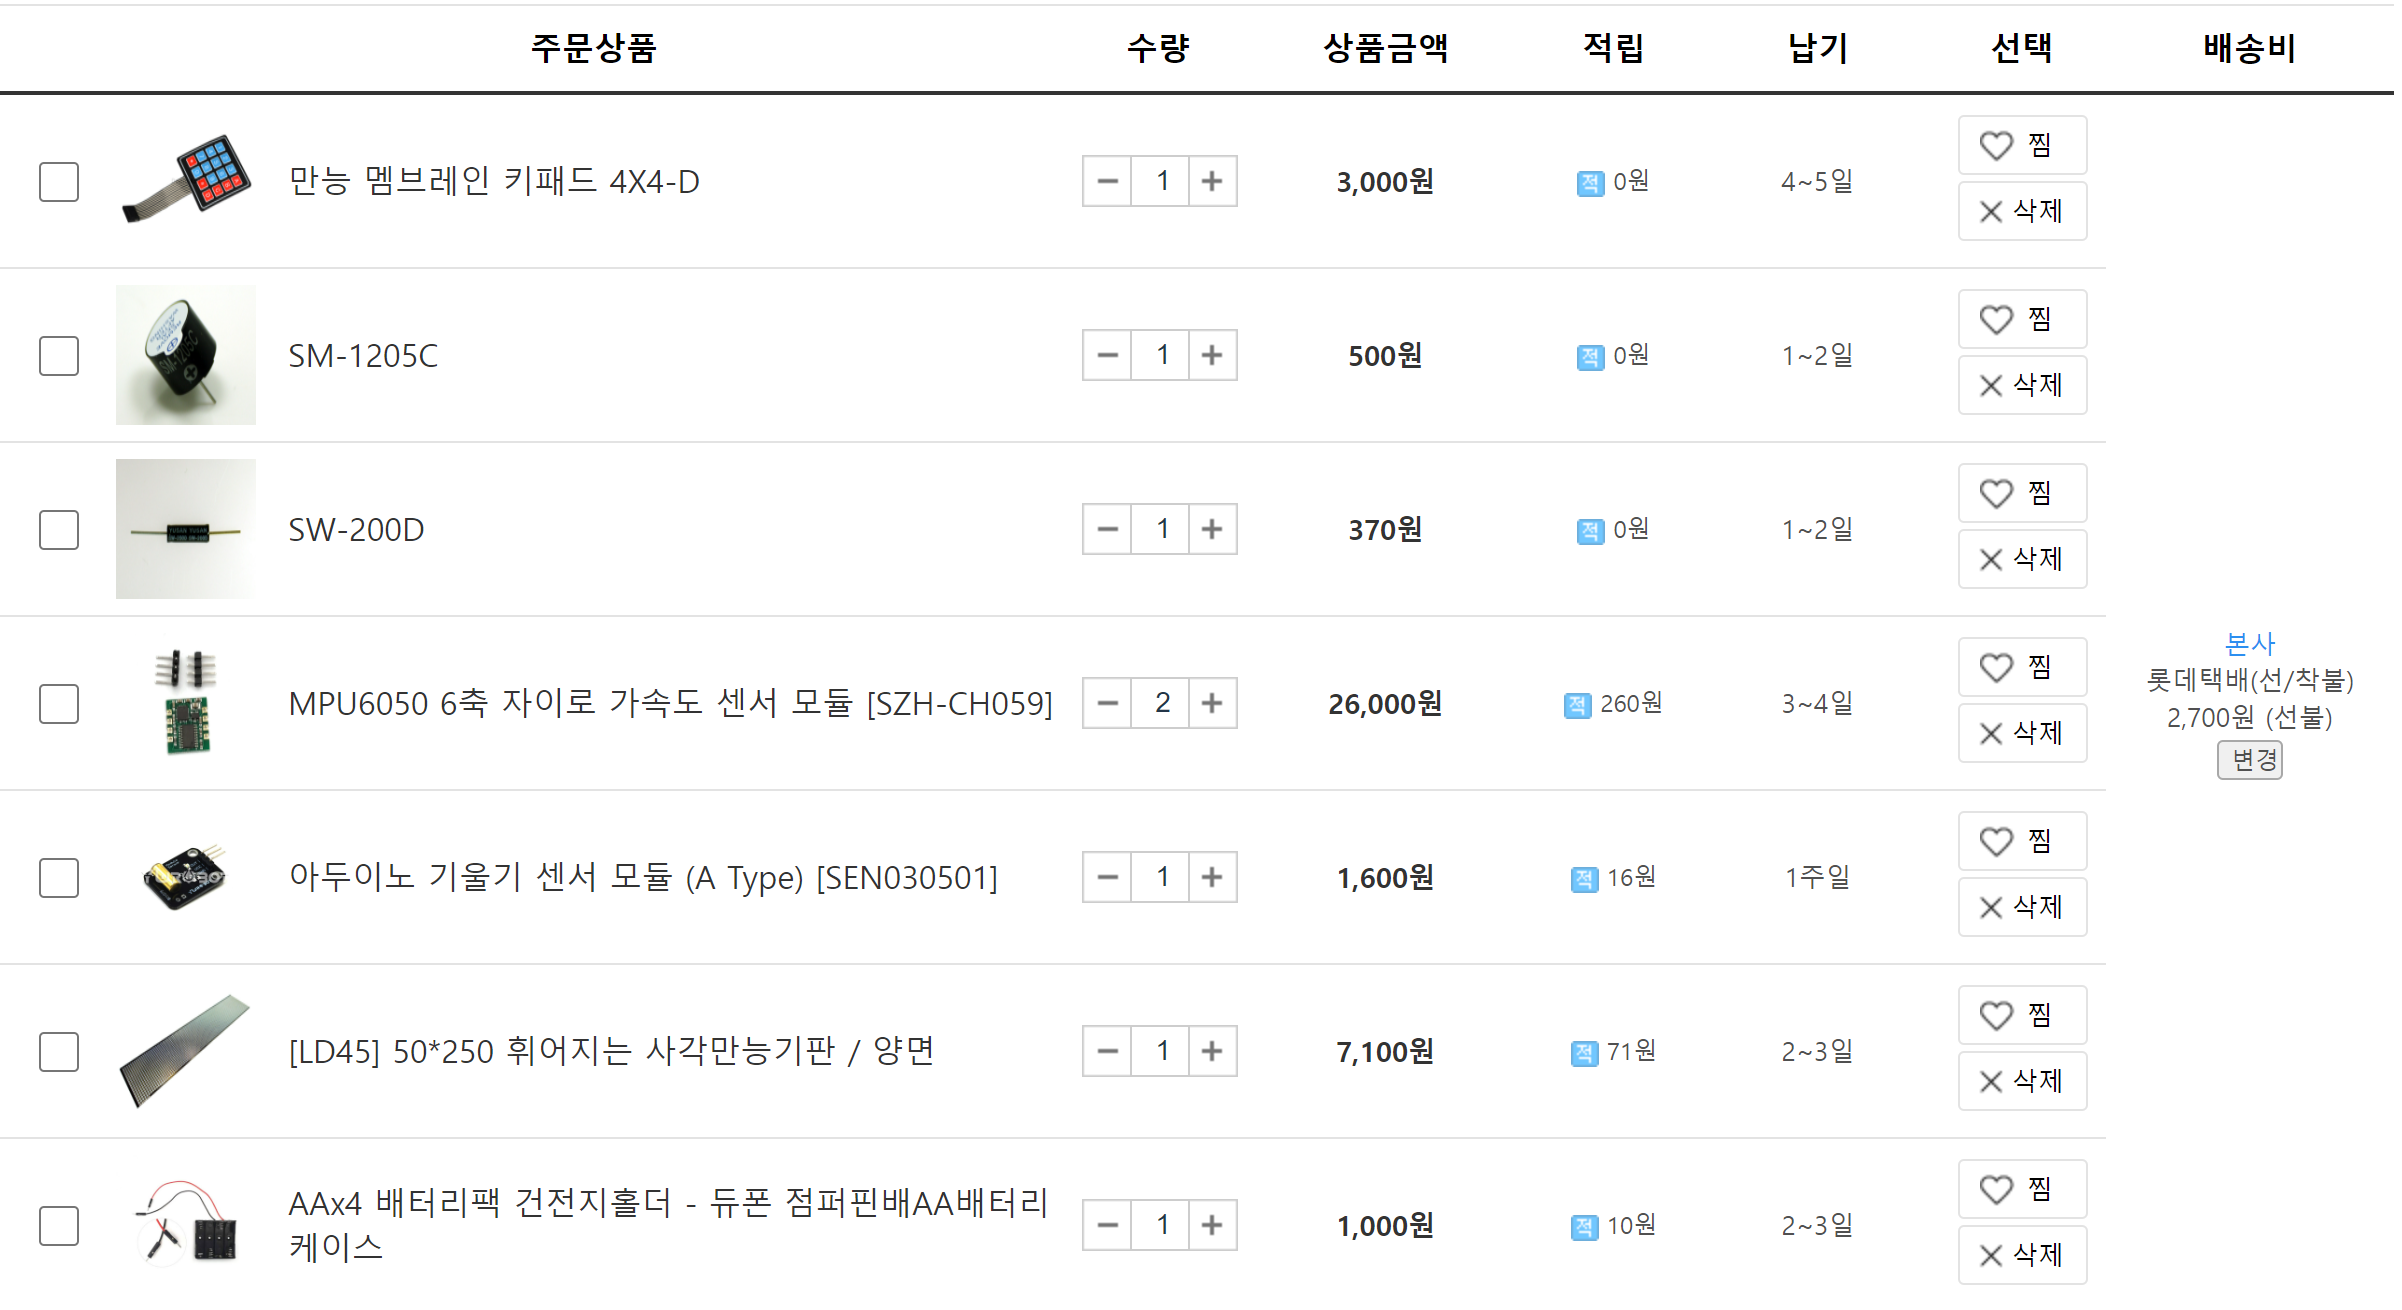 주문상품 수량 상품금액 적립 납기 선택 배송비
만능 멤브레인 키패드 4X4-D 1 3,000원 적 0원 4~5일 찜
삭제
SM-1205C 1 500원 적 0원 1~2일 찜
삭제
SM-1205C
SW-200D 1 370원 적 0원 1~2일 찜
삭제
MPU6050 6축 자이로 가속도 센서 모듈 [SZH-CH059] 2 26,000원 적 260원 3~4일 찜
삭제
본사
롯데택배(선/착불)
2,700원 (선불)
변경
아두이노 기울기 센서 모듈 (A Type) [SEN030501] 1 1,600원 적 16원 1주일 찜
삭제
[LD45] 50*250 휘어지는 사각만능기판 / 양면 1 7,100원 적 71원 2~3일 찜
삭제
AAx4 배터리팩 건전지홀더 - 듀폰 점퍼핀배AA배터리
케이스 1 1,000원 적 10원 2~3일 찜
삭제